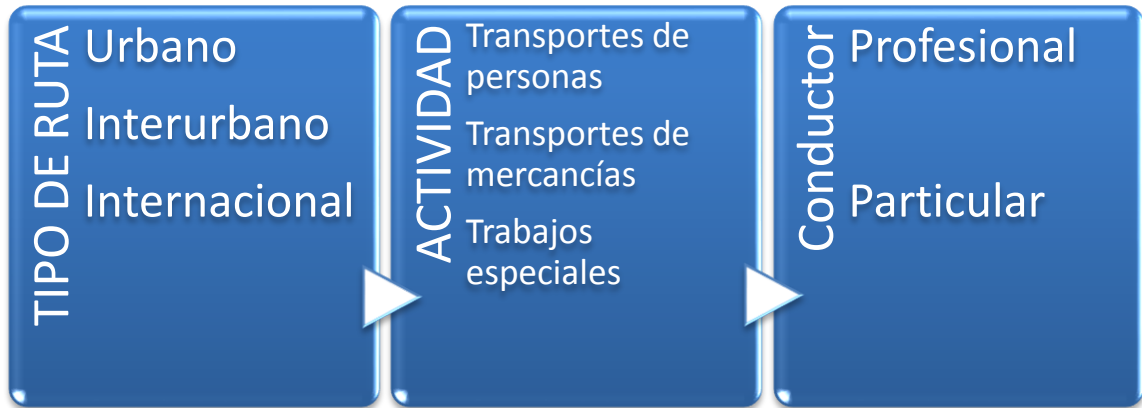 TIPO DE RUTA
Urbano
Interurbano
Internacional
ACTIVIDAD
Transportes de
personas
Transportes de
mercancías
Trabajos
especiales
Conductor
Profesional
Particular